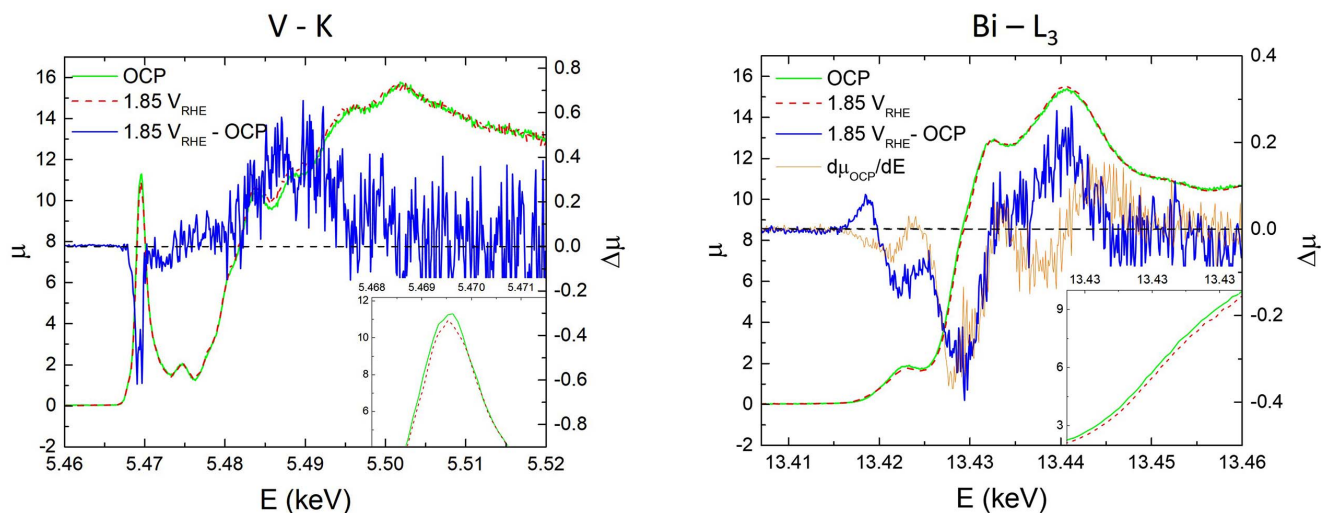 V - K
OCP
1.85 V_RHE
1.85 V_RHE - OCP
16
14
12
10
8
6
4
2
0
-2
μ
0.8
0.6
0.4
0.2
0.0
-0.2
-0.4
-0.6
-0.8
Δμ
5.468 5.469 5.470 5.471
12
10
8
6
5.46 5.47 5.48 5.49 5.50 5.51 5.52
E (keV)
Bi – L₃
OCP
1.85 V_RHE
1.85 V_RHE - OCP
dμ_OCP/dE
16
14
12
10
8
6
4
2
0
-2
μ
0.4
0.2
0.0
-0.2
-0.4
Δμ
13.43 13.43 13.43
9
6
3
13.41 13.42 13.43 13.44 13.45 13.46
E (keV)